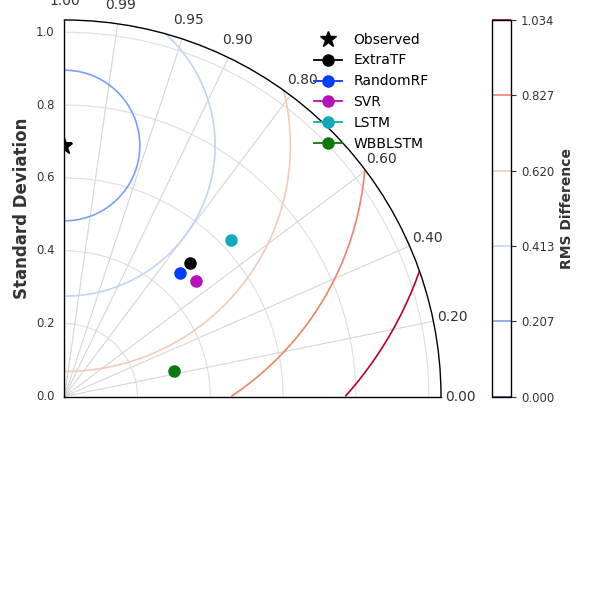 1.00
0.99
0.95
0.90
0.80
0.60
0.40
0.20
0.00
1.0
0.8
0.6
0.4
0.2
0.0
Standard Deviation
Observed
ExtraTF
RandomRF
SVR
LSTM
WBBLSTM
1.034
0.827
0.620
0.413
0.207
0.000
RMS Difference